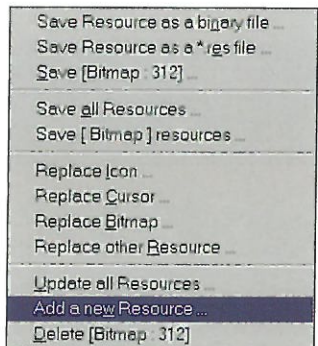 Save Resource as a binary file ...
Save Resource as a *.res file ...
Save [Bitmap : 312] ...
Save all Resources ...
Save [ Bitmap ] resources ...
Replace Icon ...
Replace Cursor ...
Replace Bitmap ...
Replace other Resource ...
Update all Resources ...
Add a new Resource ...
Delete [Bitmap : 312]